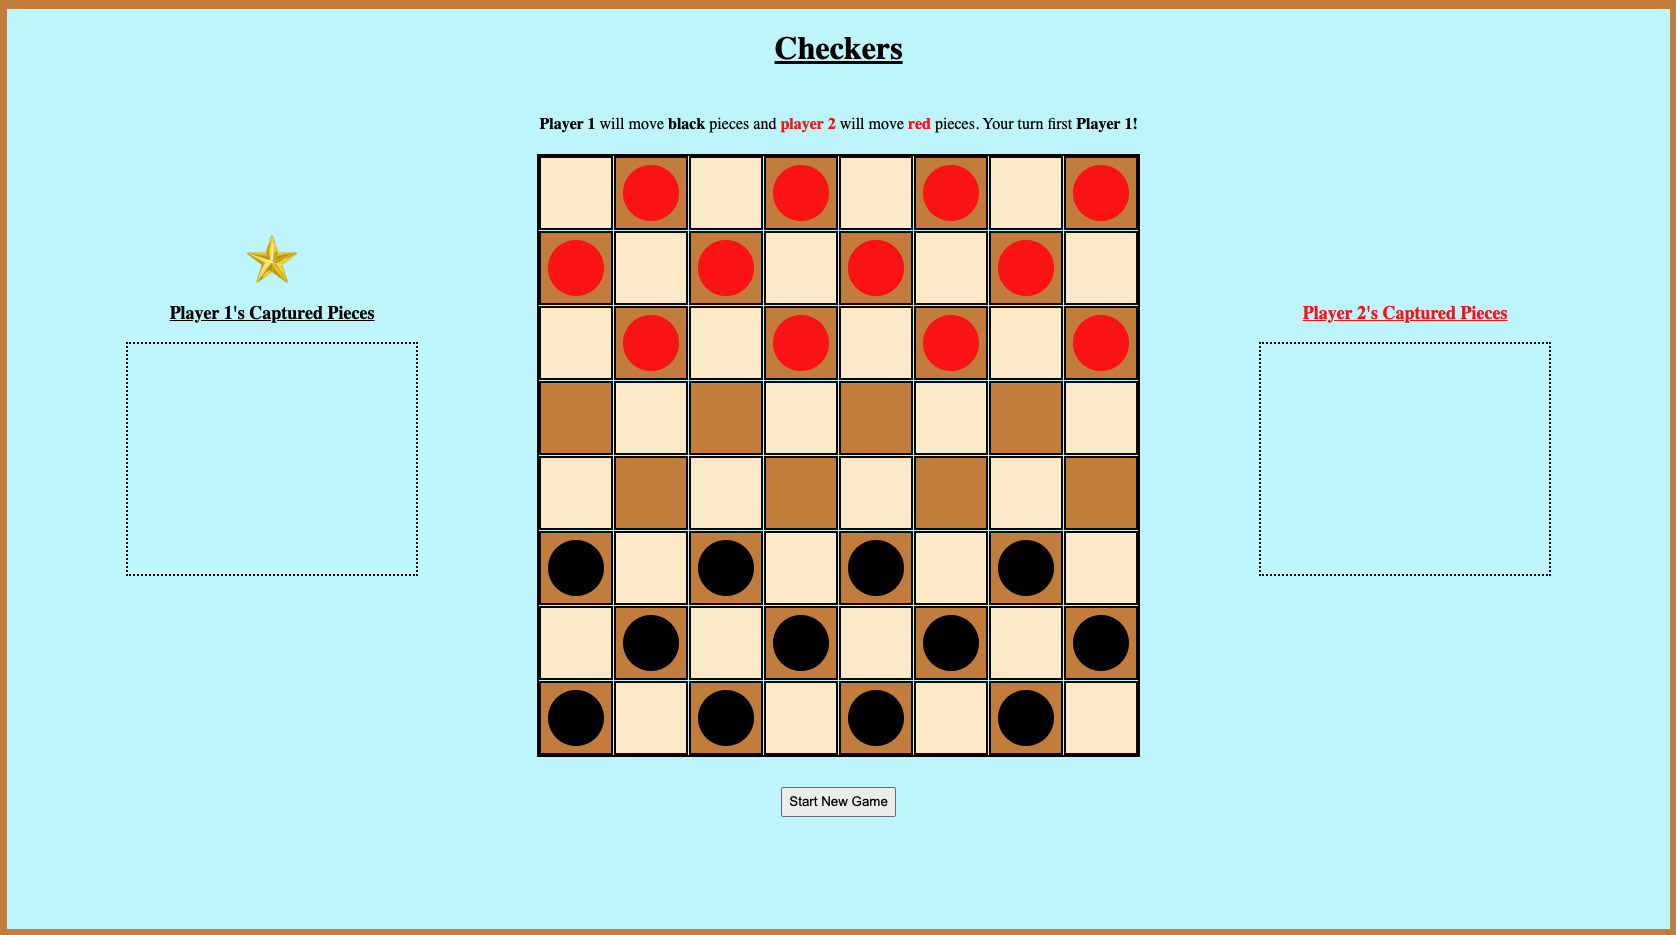 Checkers
Player 1 will move black pieces and player 2 will move red pieces. Your turn first Player 1!
Player 1's Captured Pieces
Player 2's Captured Pieces
Start New Game